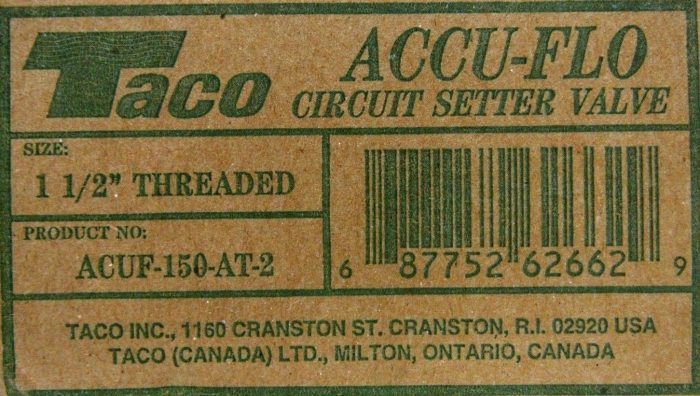 Taco
ACCU-FLO
CIRCUIT SETTER VALVE
SIZE:
1 1/2" THREADED
PRODUCT NO:
ACUF-150-AT-2
6 87752 62662 9
TACO INC., 1160 CRANSTON ST. CRANSTON, R.I. 02920 USA
TACO (CANADA) LTD., MILTON, ONTARIO, CANADA